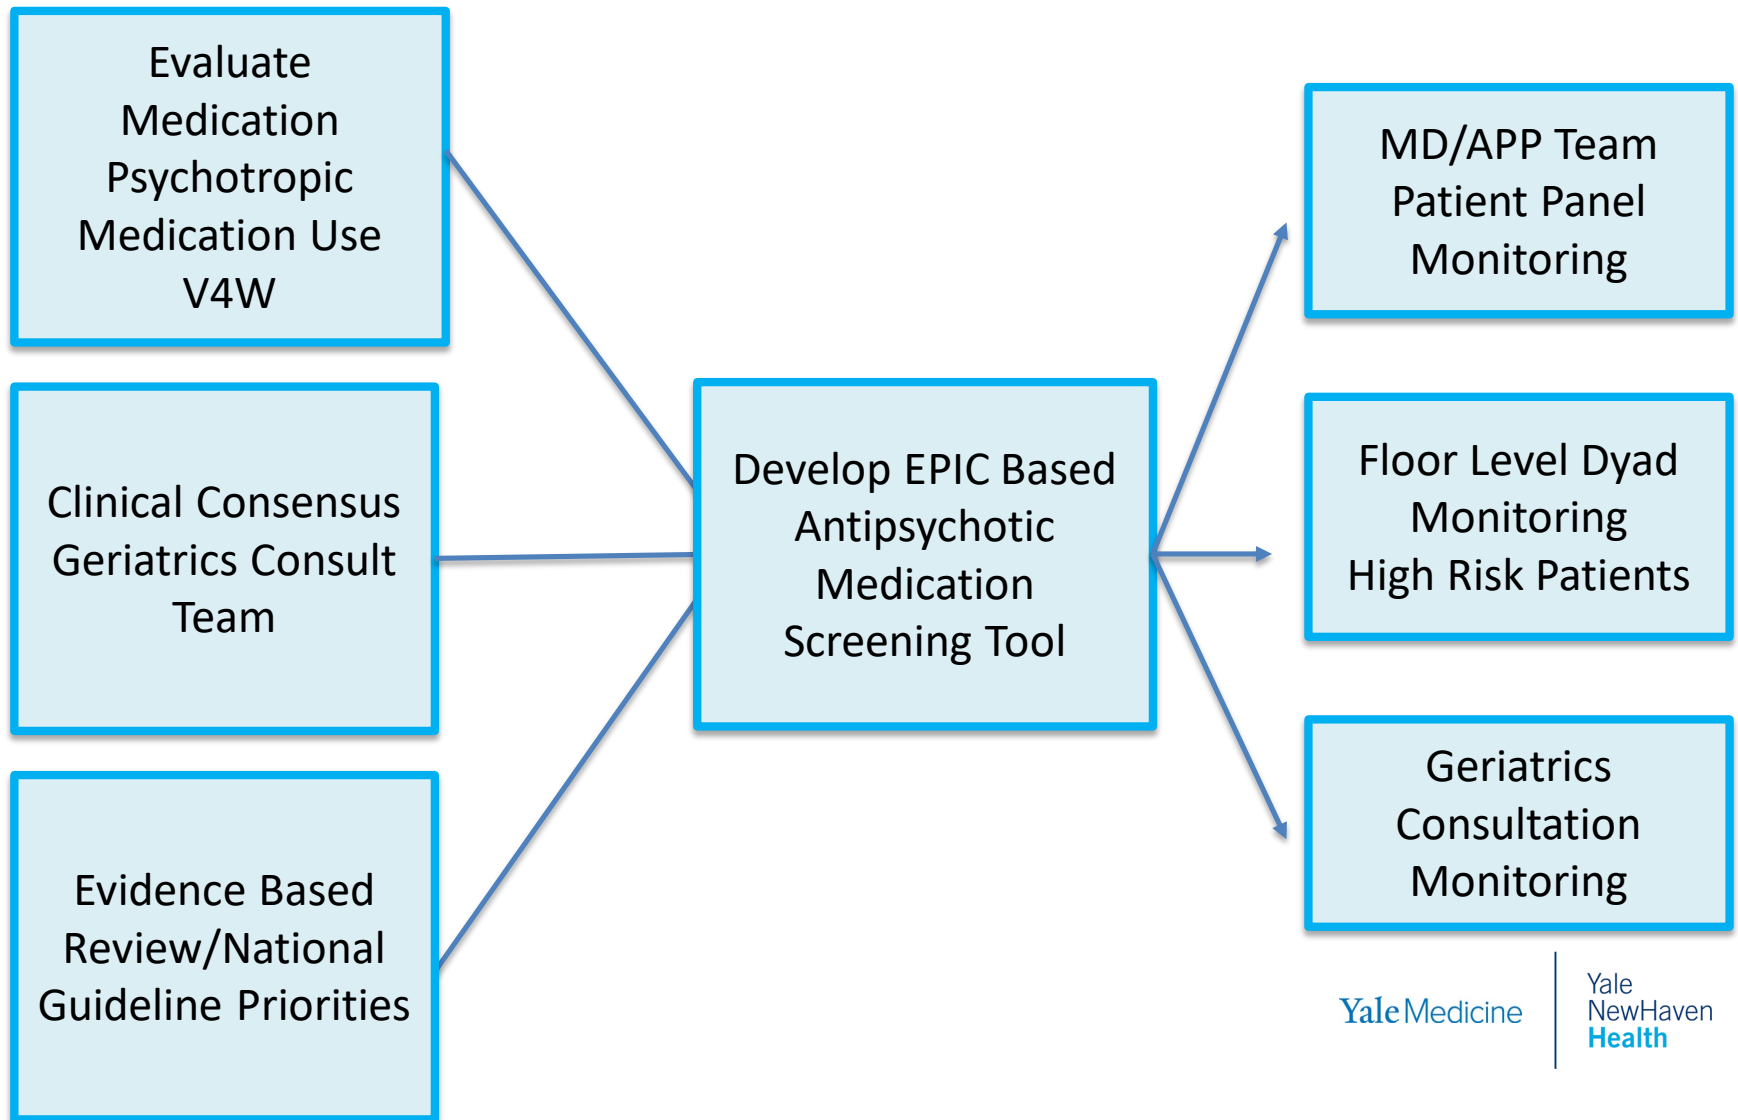 Evaluate
Medication
Psychotropic
Medication Use
V4W
Clinical Consensus
Geriatrics Consult
Team
Evidence Based
Review/National
Guideline Priorities
Develop EPIC Based
Antipsychotic
Medication
Screening Tool
MD/APP Team
Patient Panel
Monitoring
Floor Level Dyad
Monitoring
High Risk Patients
Geriatrics
Consultation
Monitoring
Yale Medicine
Yale
NewHaven
Health